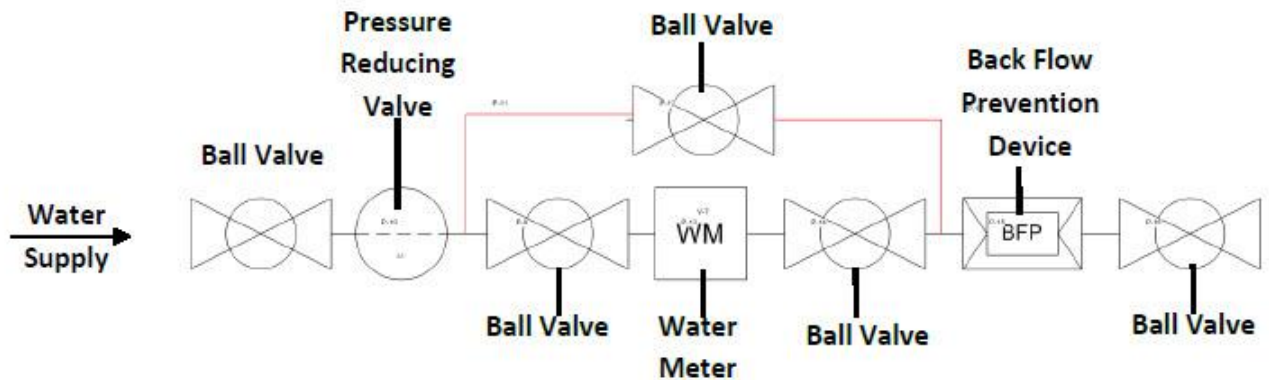 Pressure
Reducing
Valve
Ball Valve
Back Flow
Prevention
Device
Ball Valve
Water
Supply
WM
BFP
Ball Valve
Water
Meter
Ball Valve
Ball Valve